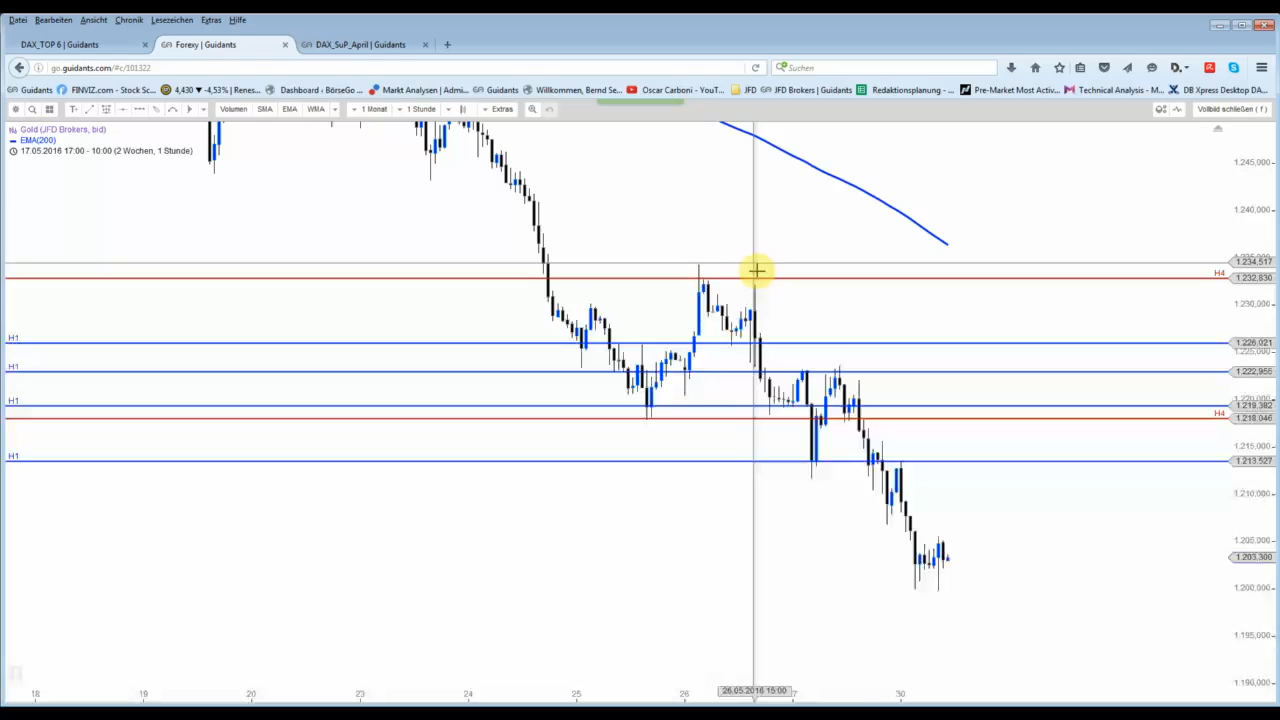 Datei Bearbeiten Ansicht Chronik Lesezeichen Extras Hilfe
DAX_TOP 6 | Guidants Forexy | Guidants DAX_SuP_April | Guidants
go.guidants.com/#c/101322 Suchen
Guidants FINVIZ.com - Stock Sc... 4,430 -4,53% | Renes... Dashboard ‹ BörseGo ... Markt Analysen | Admi... Guidants Willkommen, Bernd Se... Oscar Carboni - YouT... JFD JFD Brokers | Guidants Redaktionsplanung - ... Pre-Market Most Activ... Technical Analysis - M... DB Xpress Desktop DA...
Volumen SMA EMA WMA 1 Monat 1 Stunde Extras Vollbild schließen ( f )
Gold (JFD Brokers, bid)
EMA(200)
17.05.2016 17:00 - 10:00 (2 Wochen, 1 Stunde)
1.245,000
1.240,000
1.234,517
H4 1.232,830
1.230,000
H1 1.226,021
1.225,000
H1 1.222,955
1.220,000
H1 1.219,382
H4 1.218,046
1.215,000
H1 1.213,527
1.210,000
1.205,000
1.203,300
1.200,000
1.195,000
1.190,000
18 19 20 23 24 25 26 26.05.2016 15:00 30